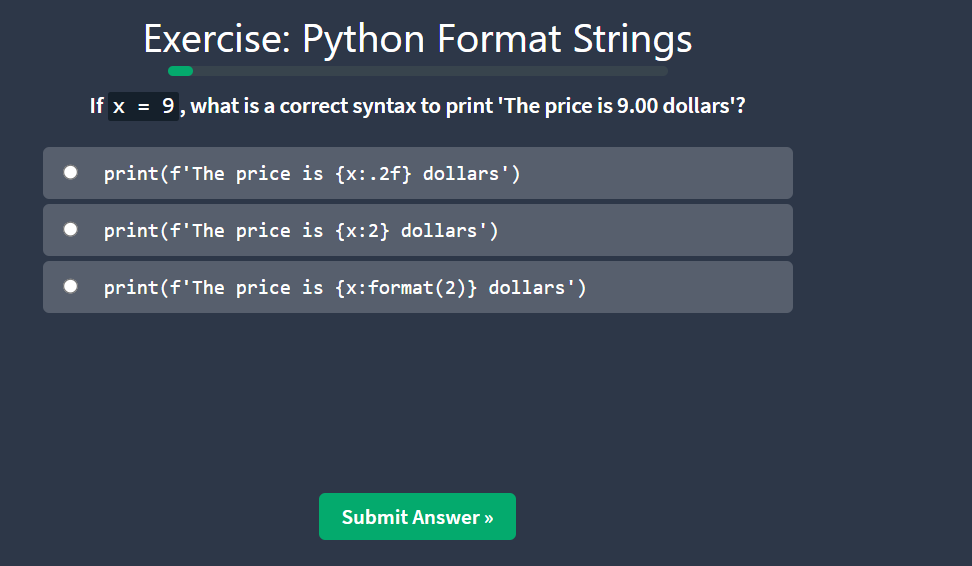 Exercise: Python Format Strings
If x = 9, what is a correct syntax to print 'The price is 9.00 dollars'?
print(f'The price is {x:.2f} dollars')
print(f'The price is {x:2} dollars')
print(f'The price is {x:format(2)} dollars')
Submit Answer »